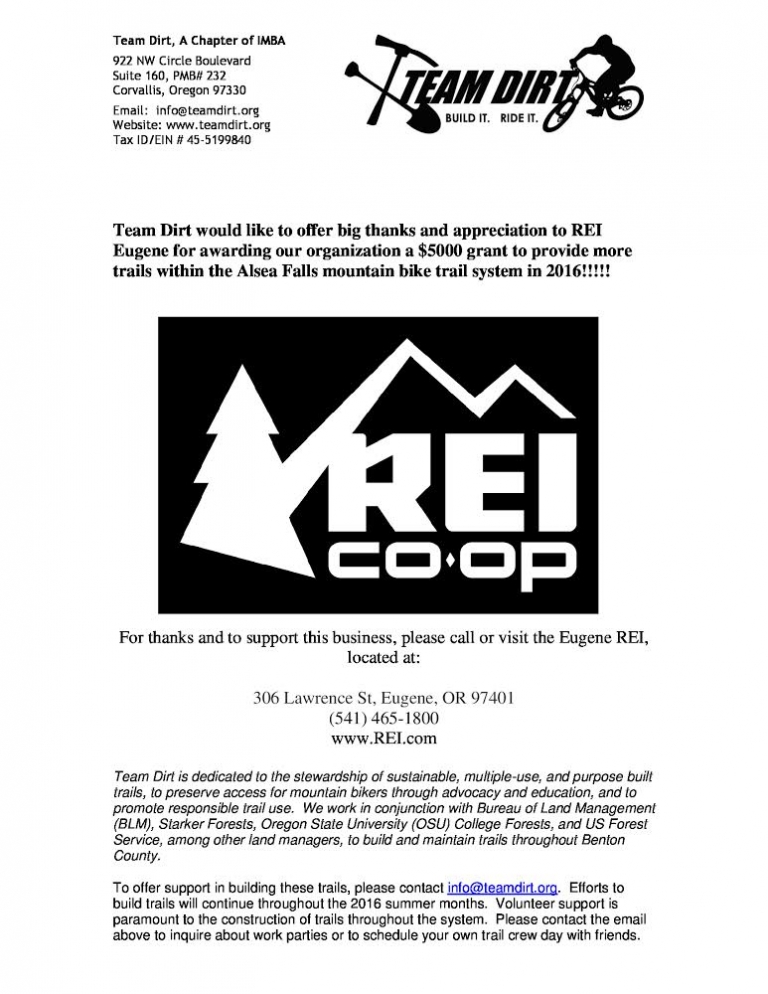 Team Dirt, A Chapter of IMBA
922 NW Circle Boulevard
Suite 160, PMB# 232
Corvallis, Oregon 97330
Email: info@teamdirt.org
Website: www.teamdirt.org
Tax ID/EIN # 45-5199840
TEAM DIRT
BUILD IT. RIDE IT.
Team Dirt would like to offer big thanks and appreciation to REI
Eugene for awarding our organization a $5000 grant to provide more
trails within the Alsea Falls mountain bike trail system in 2016!!!!!
REI
co-op
For thanks and to support this business, please call or visit the Eugene REI,
located at:
306 Lawrence St, Eugene, OR 97401
(541) 465-1800
www.REI.com
Team Dirt is dedicated to the stewardship of sustainable, multiple-use, and purpose built
trails, to preserve access for mountain bikers through advocacy and education, and to
promote responsible trail use. We work in conjunction with Bureau of Land Management
(BLM), Starker Forests, Oregon State University (OSU) College Forests, and US Forest
Service, among other land managers, to build and maintain trails throughout Benton
County.
To offer support in building these trails, please contact info@teamdirt.org. Efforts to
build trails will continue throughout the 2016 summer months. Volunteer support is
paramount to the construction of trails throughout the system. Please contact the email
above to inquire about work parties or to schedule your own trail crew day with friends.